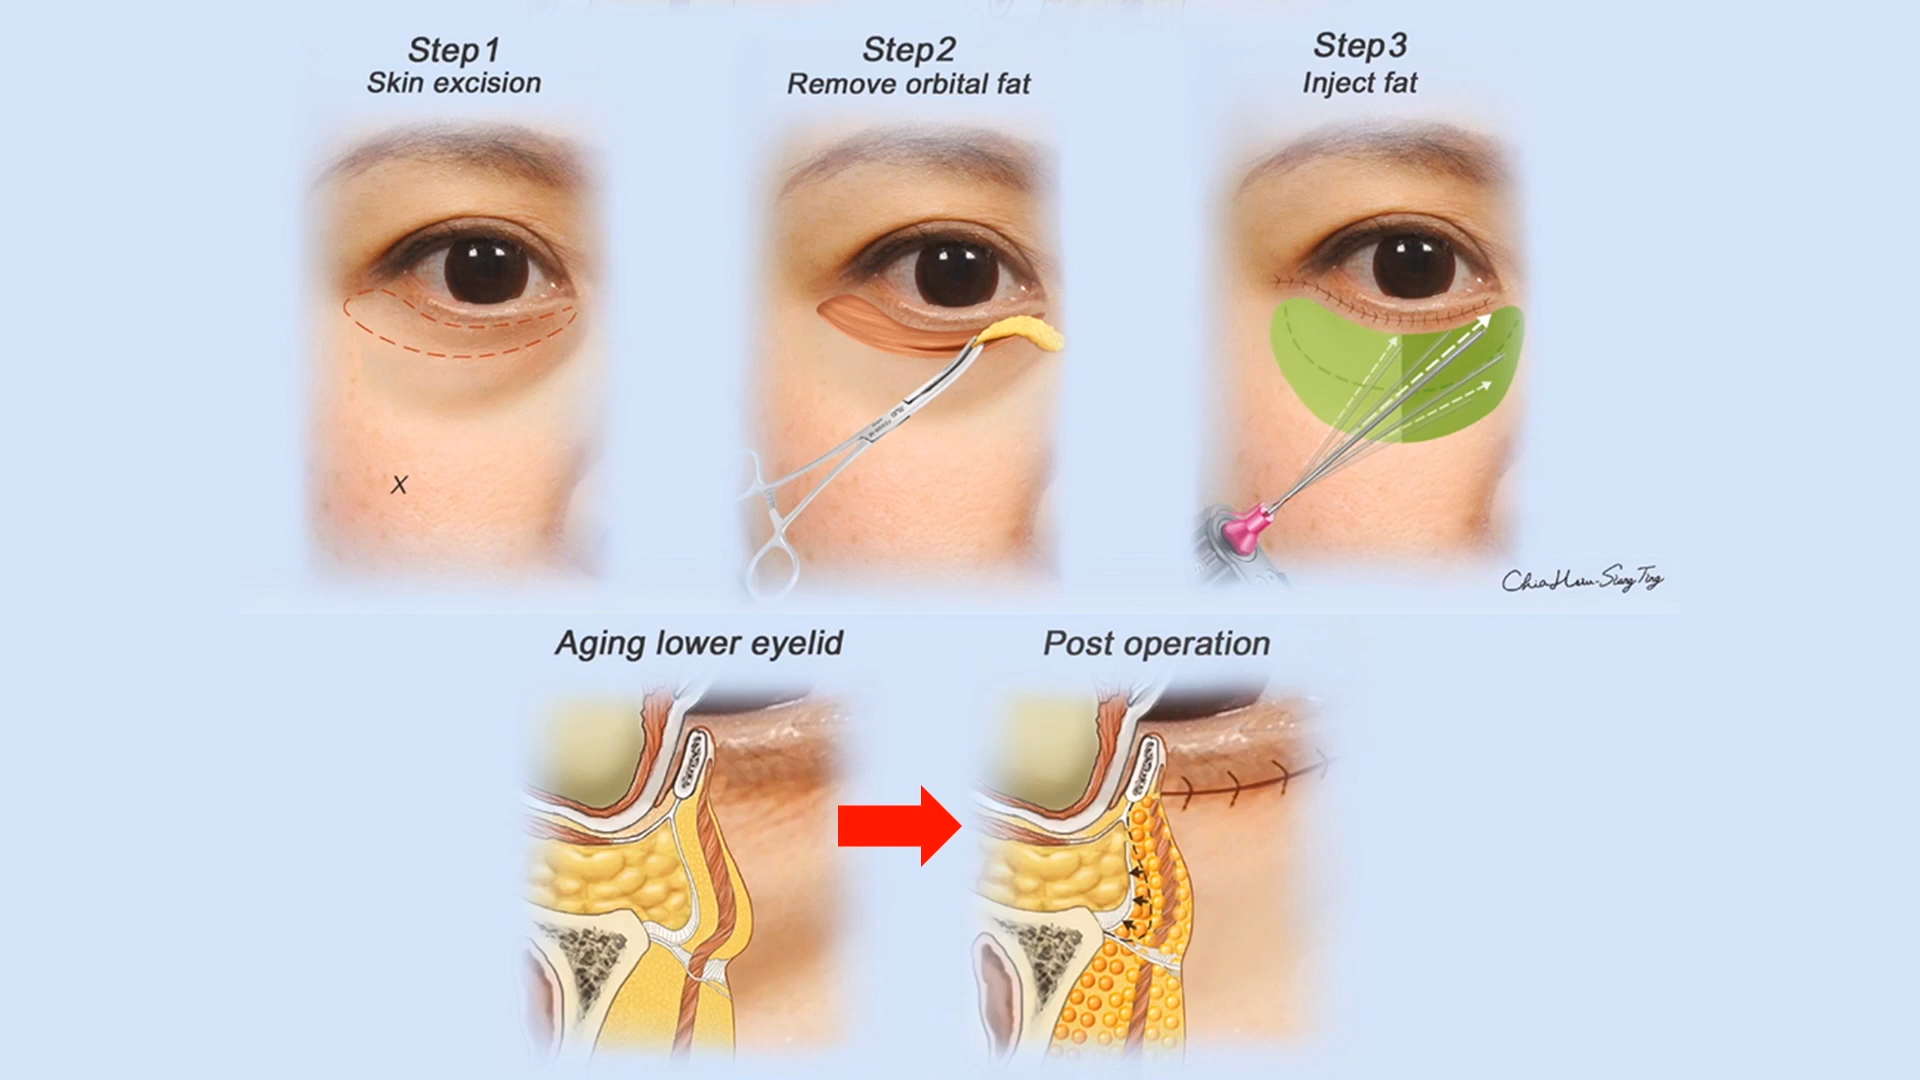 Step1
Skin excision
Step2
Remove orbital fat
Step3
Inject fat
X
Aging lower eyelid
Post operation